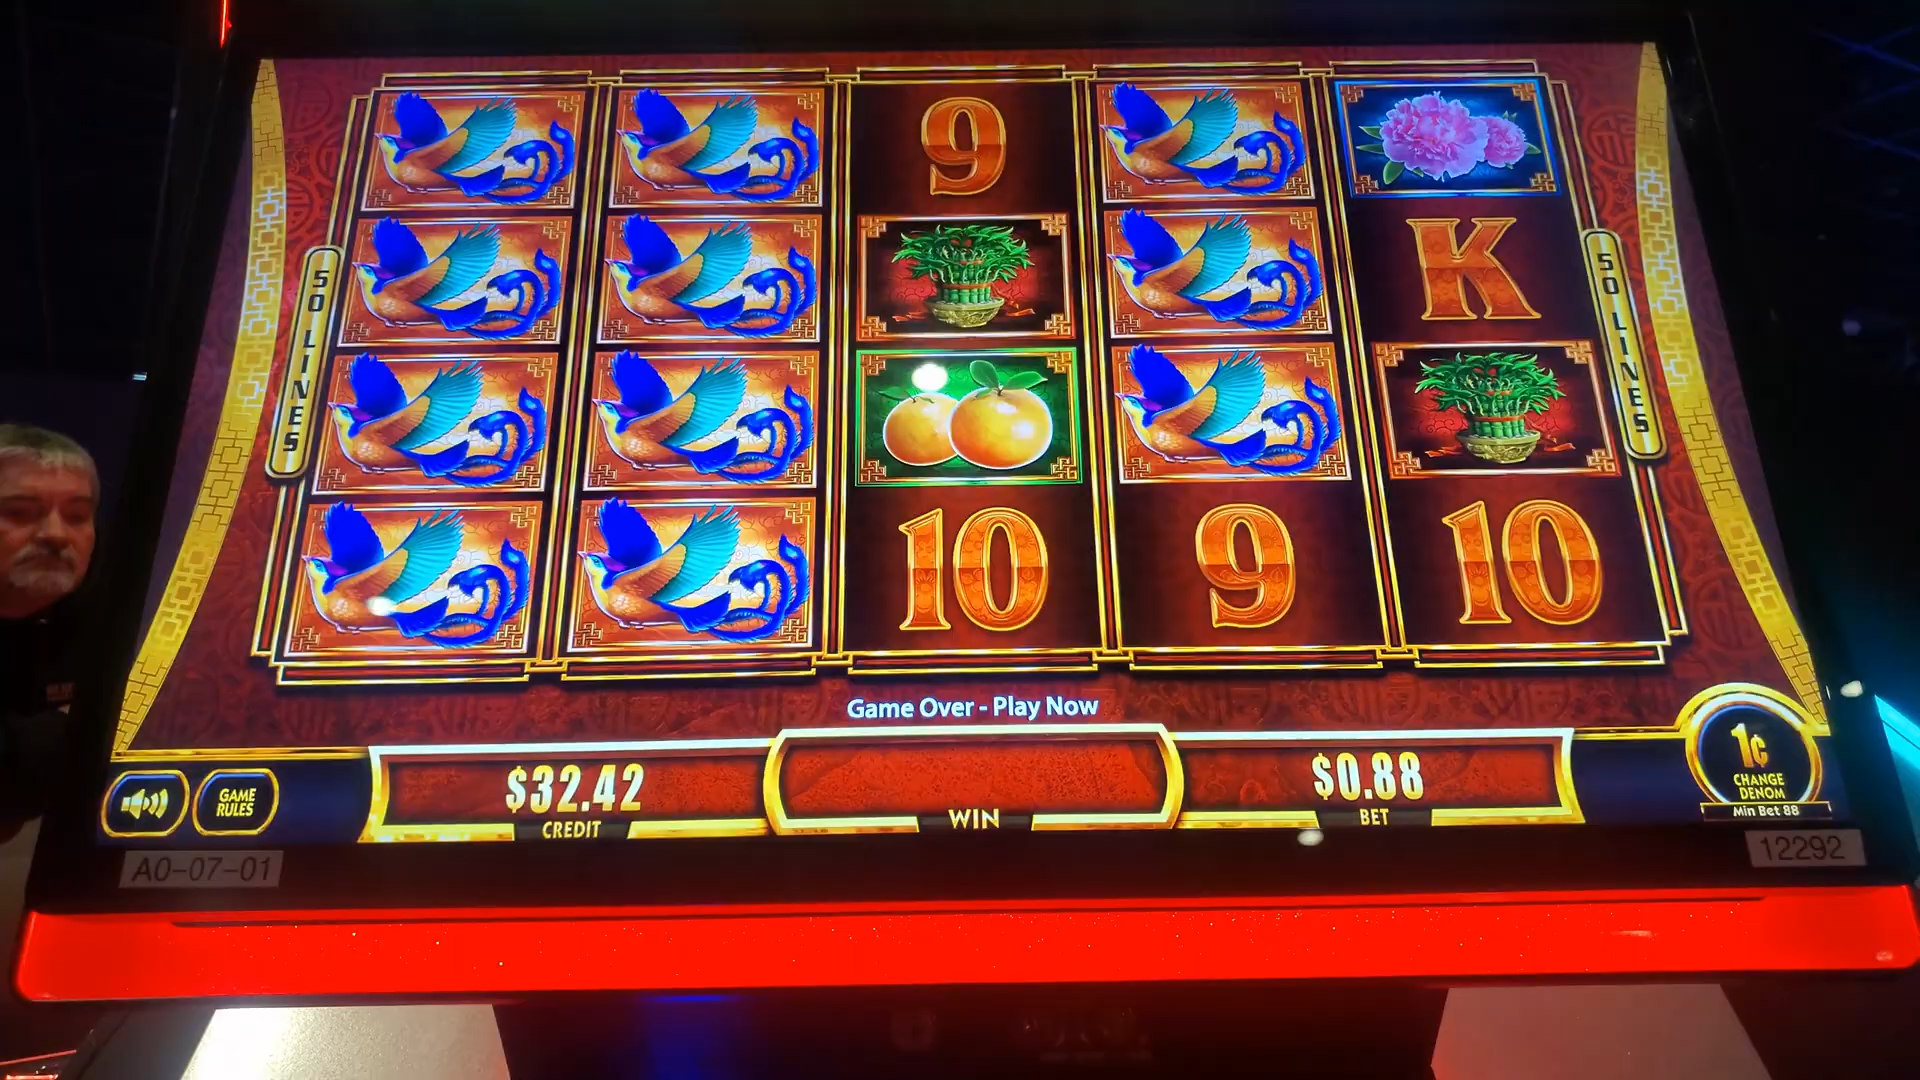 9
K
50 LINES
50 LINES
10
9
10
Game Over - Play Now
$32.42
CREDIT
WIN
$0.88
BET
1¢
CHANGE
DENOM
Min Bet 88
GAME
RULES
A0-07-01
12292